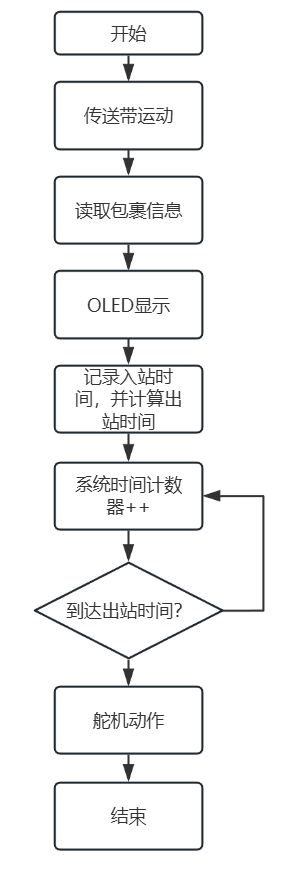 开始
传送带运动
读取包裹信息
OLED显示
记录入站时
间，并计算出
站时间
系统时间计数
器++
到达出站时间？
舵机动作
结束